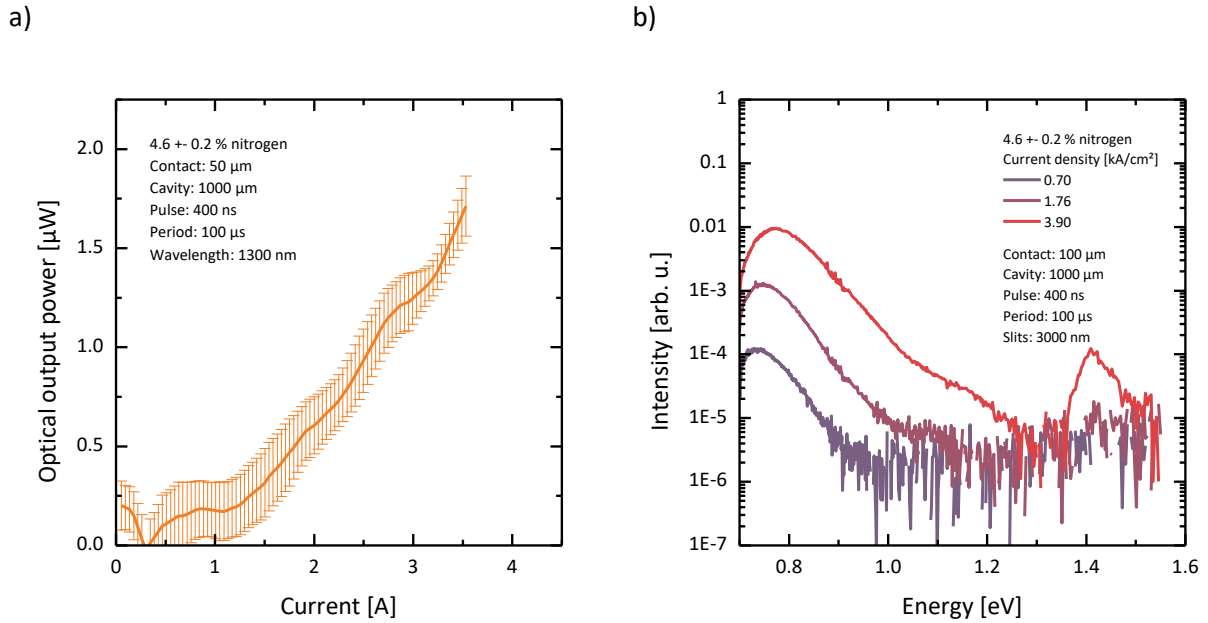 a)
Optical output power [µW]
2.0
1.5
1.0
0.5
0.0
4.6 +- 0.2 % nitrogen
Contact: 50 µm
Cavity: 1000 µm
Pulse: 400 ns
Period: 100 µs
Wavelength: 1300 nm
0 1 2 3 4
Current [A]
b)
Intensity [arb. u.]
1
0.1
0.01
1E-3
1E-4
1E-5
1E-6
1E-7
4.6 +- 0.2 % nitrogen
Current density [kA/cm²]
0.70
1.76
3.90
Contact: 100 µm
Cavity: 1000 µm
Pulse: 400 ns
Period: 100 µs
Slits: 3000 nm
0.8 1.0 1.2 1.4 1.6
Energy [eV]